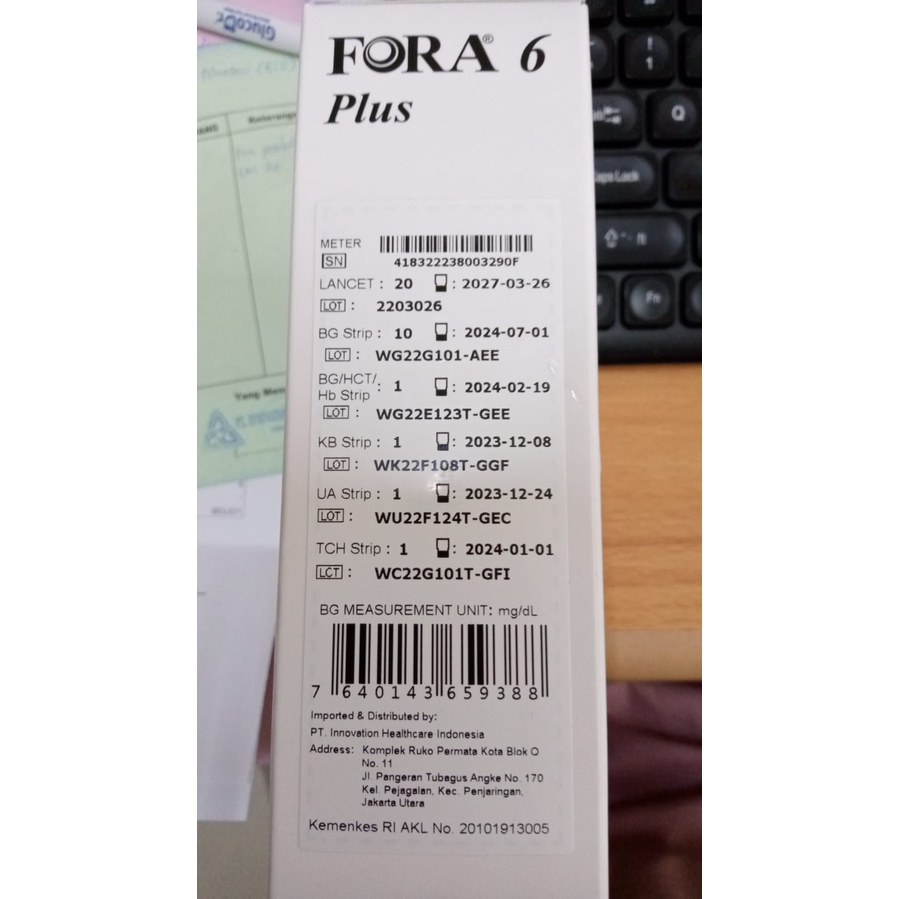 GlucoDr.
FORA® 6
Plus
METER
SN
418322238003290F
LANCET : 20 : 2027-03-26
LOT : 2203026
BG Strip : 10 : 2024-07-01
LOT : WG22G101-AEE
BG/HCT/
Hb Strip : 1 : 2024-02-19
LOT : WG22E123T-GEE
KB Strip : 1 : 2023-12-08
LOT : WK22F108T-GGF
UA Strip : 1 : 2023-12-24
LOT : WU22F124T-GEC
TCH Strip : 1 : 2024-01-01
LOT : WC22G101T-GFI
BG MEASUREMENT UNIT: mg/dL
7 640143 659388
Imported & Distributed by:
PT. Innovation Healthcare Indonesia
Address: Komplek Ruko Permata Kota Blok O
No. 11
Jl. Pangeran Tubagus Angke No. 170
Kel. Pejagalan, Kec. Penjaringan,
Jakarta Utara
Kemenkes RI AKL No. 20101913005
Keterangan
Yang Men
!
1
Q
Caps Lock
Fn